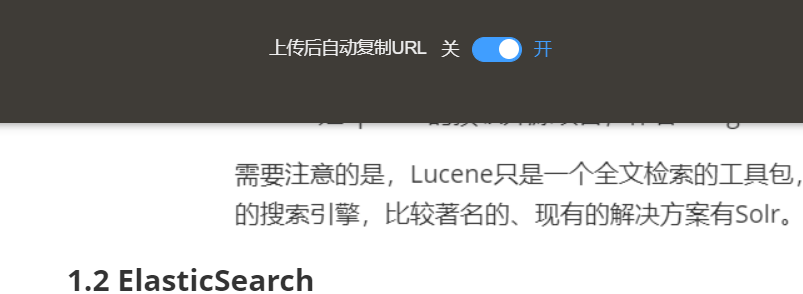 上传后自动复制URL 关 开
需要注意的是，Lucene只是一个全文检索的工具包，
的搜索引擎，比较著名的、现有的解决方案有Solr。
1.2 ElasticSearch